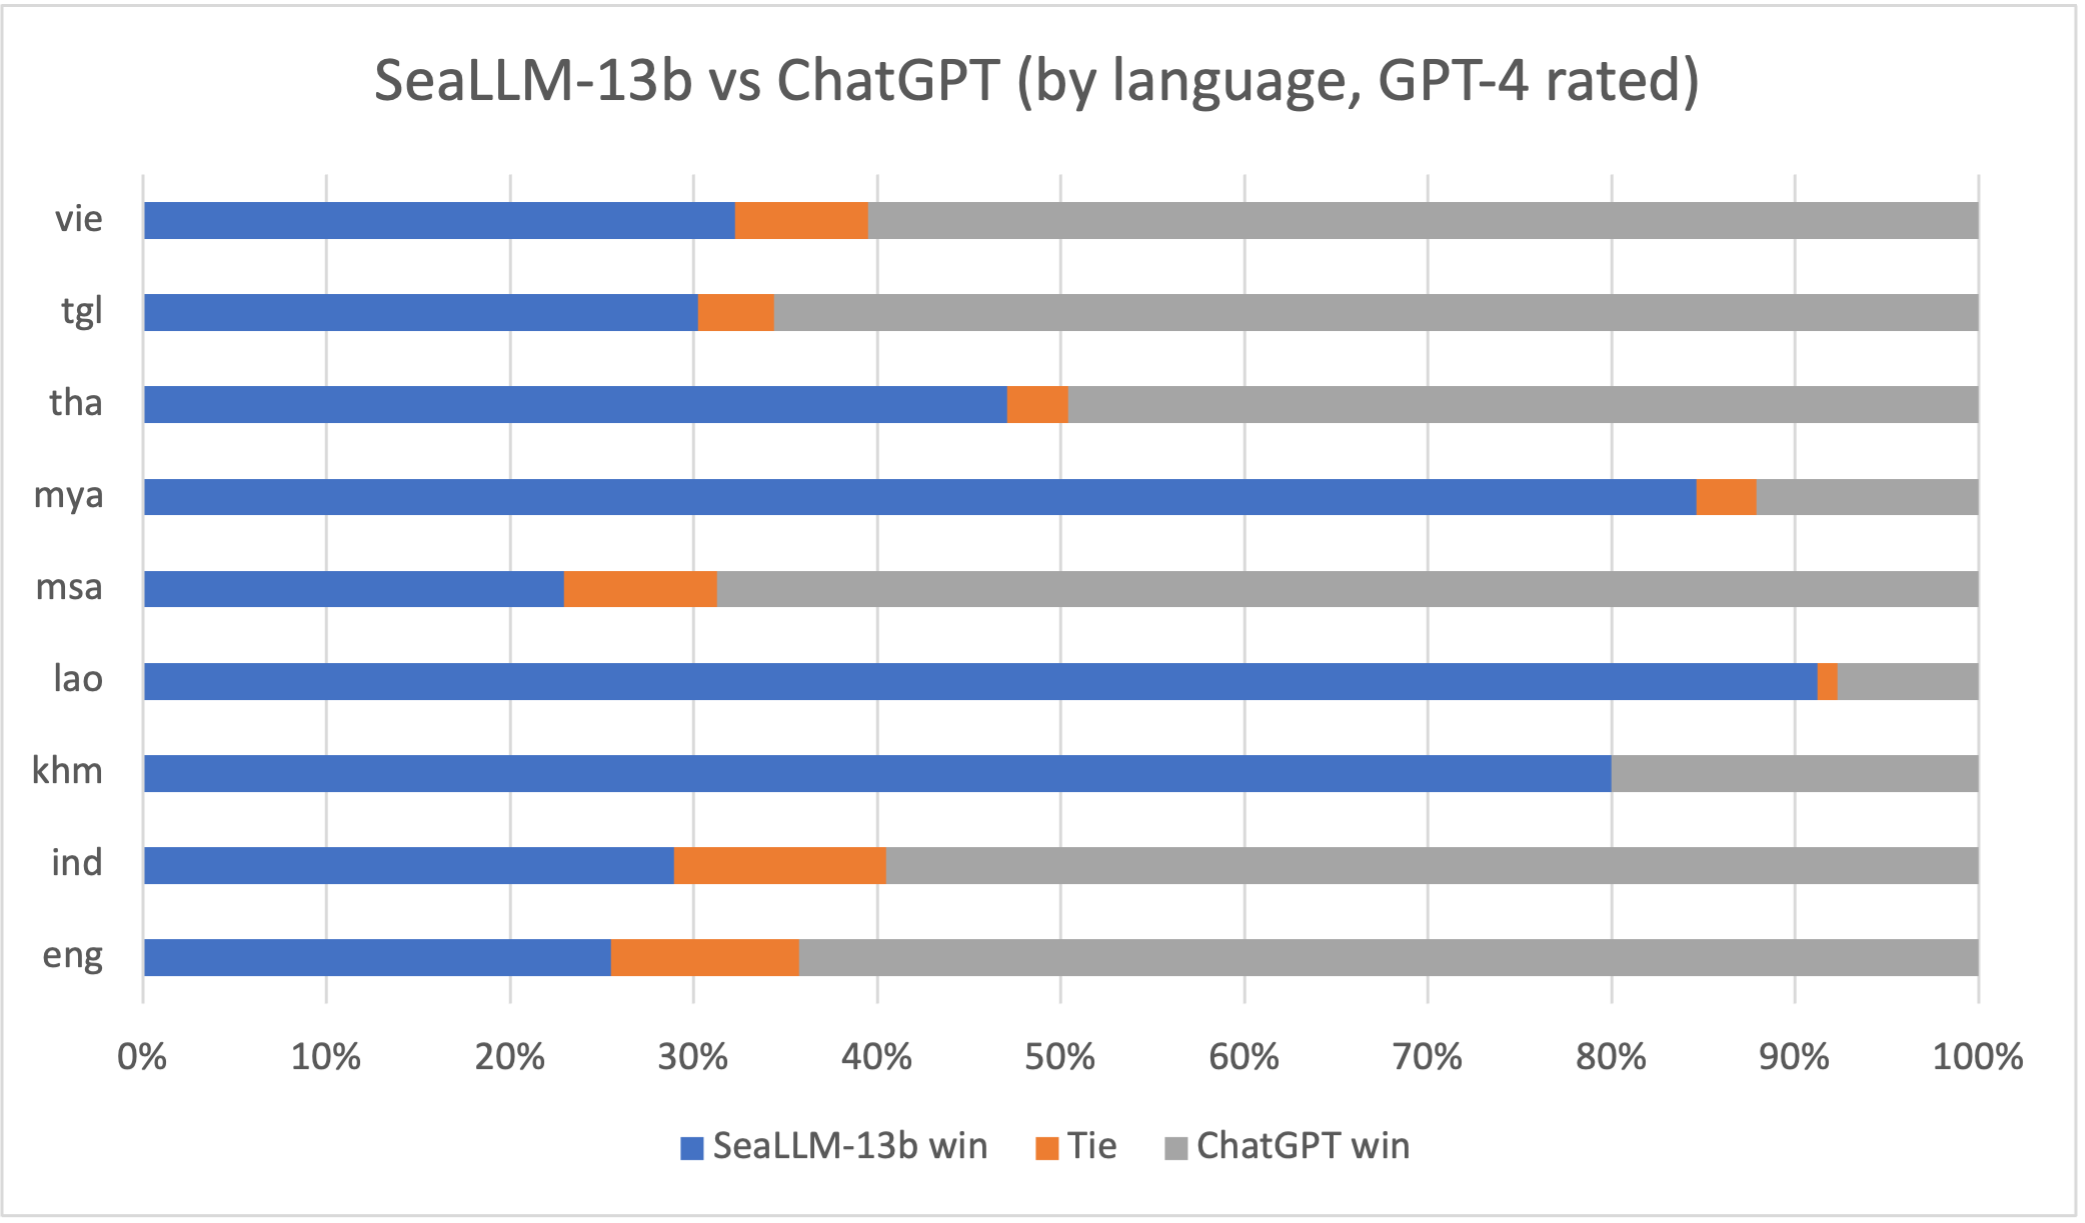 SeaLLM-13b vs ChatGPT (by language, GPT-4 rated)
vie
tgl
tha
mya
msa
lao
khm
ind
eng
0% 10% 20% 30% 40% 50% 60% 70% 80% 90% 100%
SeaLLM-13b win Tie ChatGPT win